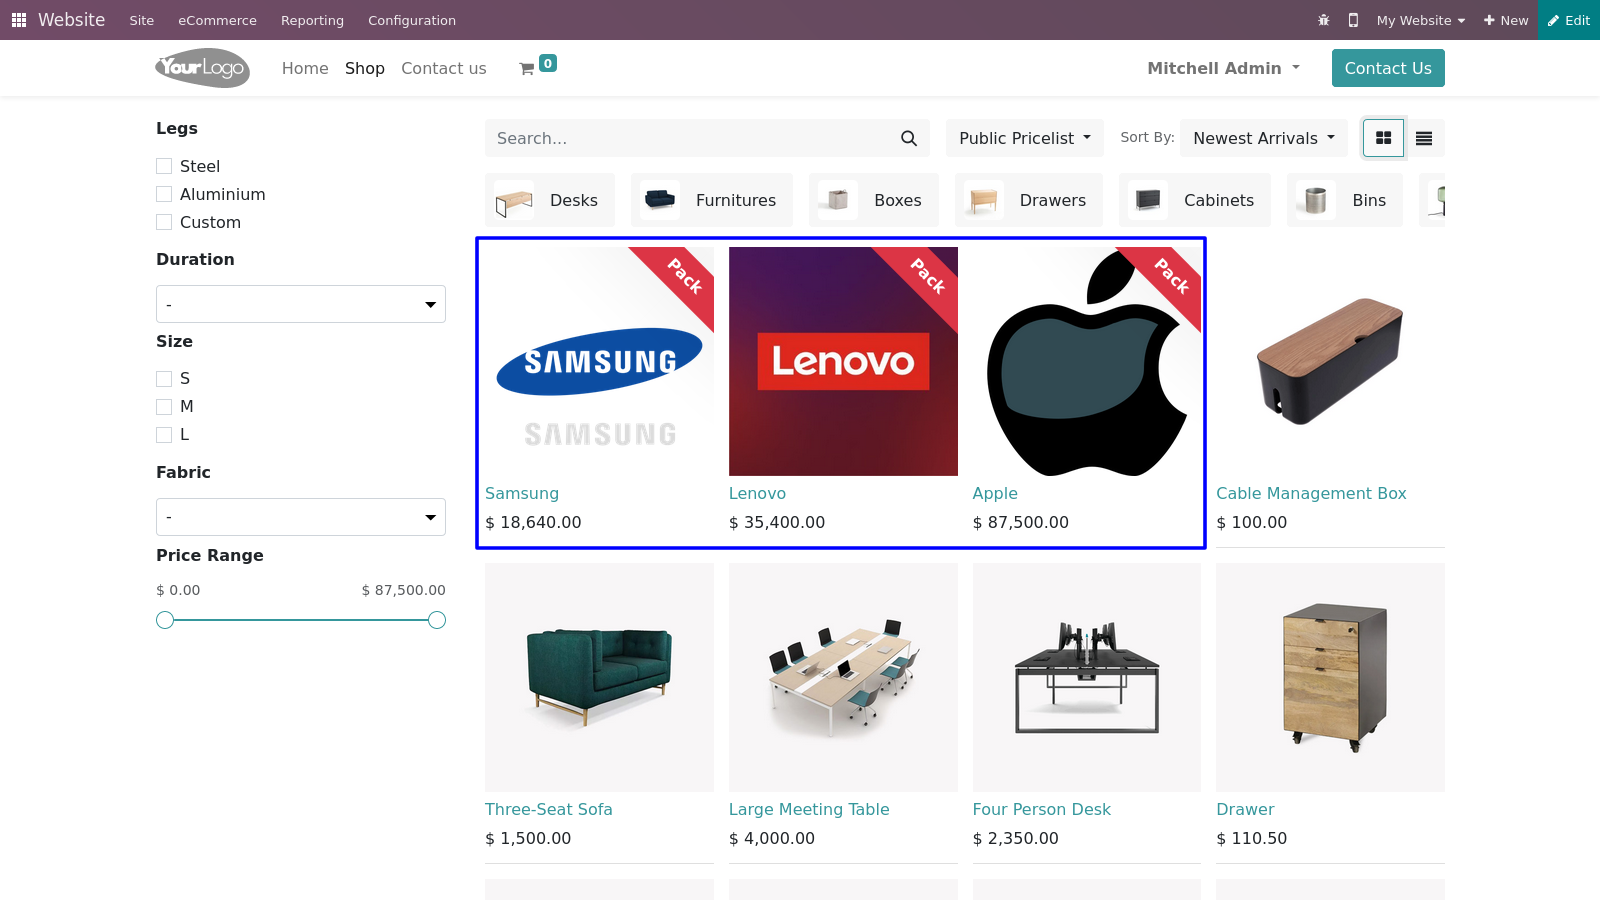 Website Site eCommerce Reporting Configuration My Website New Edit
YourLogo Home Shop Contact us 0 Mitchell Admin Contact Us
Legs
Steel
Aluminium
Custom
Duration
-
Size
S
M
L
Fabric
-
Price Range
$ 0.00 $ 87,500.00
Search... Public Pricelist Sort By: Newest Arrivals
Desks Furnitures Boxes Drawers Cabinets Bins
Pack Pack Pack
SAMSUNG Lenovo
SAMSUNG
Samsung Lenovo Apple Cable Management Box
$ 18,640.00 $ 35,400.00 $ 87,500.00 $ 100.00
Three-Seat Sofa Large Meeting Table Four Person Desk Drawer
$ 1,500.00 $ 4,000.00 $ 2,350.00 $ 110.50